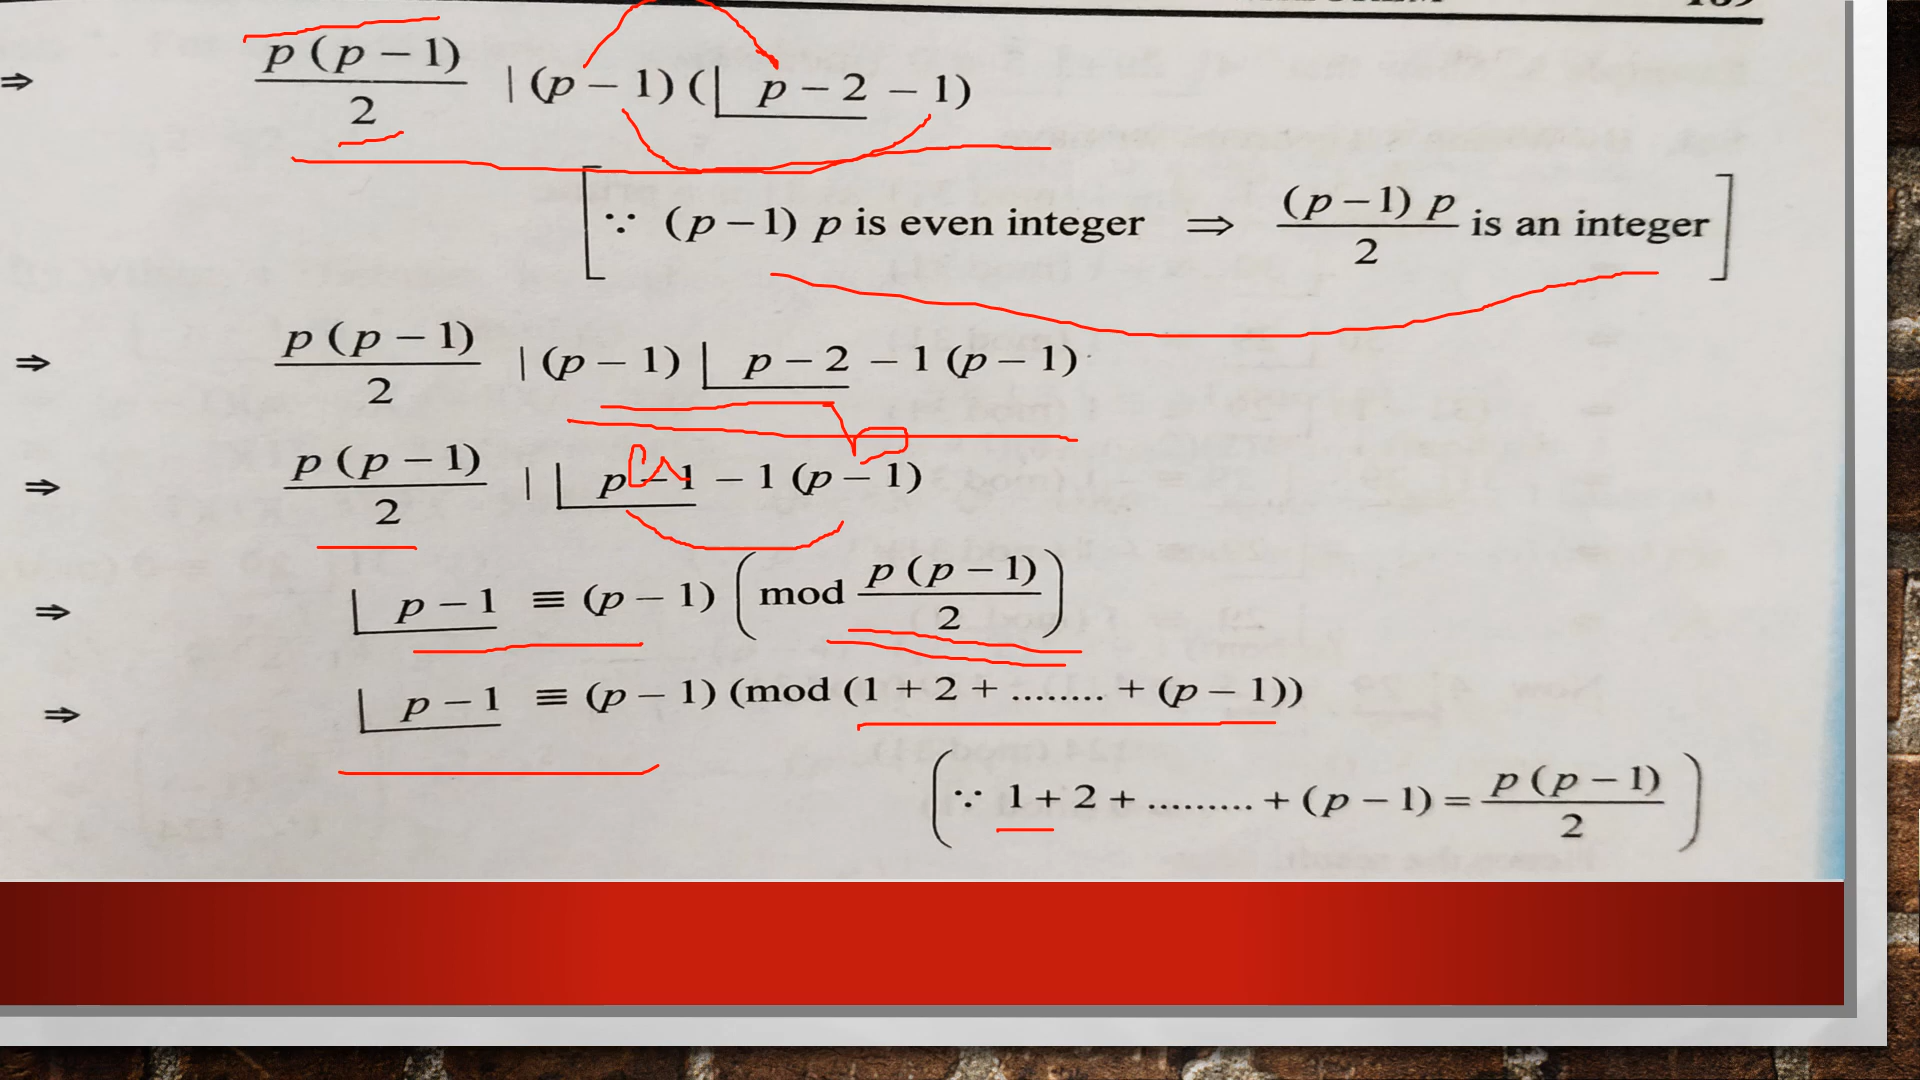 ⇒ p (p – 1) / 2 | (p – 1) (⌊p – 2 – 1)
[∵ (p – 1) p is even integer ⇒ (p – 1) p / 2 is an integer]
⇒ p (p – 1) / 2 | (p – 1) ⌊p – 2 – 1 (p – 1)
⇒ p (p – 1) / 2 | ⌊p – 1 – 1 (p – 1)
⇒ ⌊p – 1 ≡ (p – 1) (mod p (p – 1) / 2)
⇒ ⌊p – 1 ≡ (p – 1) (mod (1 + 2 + ........ + (p – 1))
(∵ 1 + 2 + ......... + (p – 1) = p (p – 1) / 2)